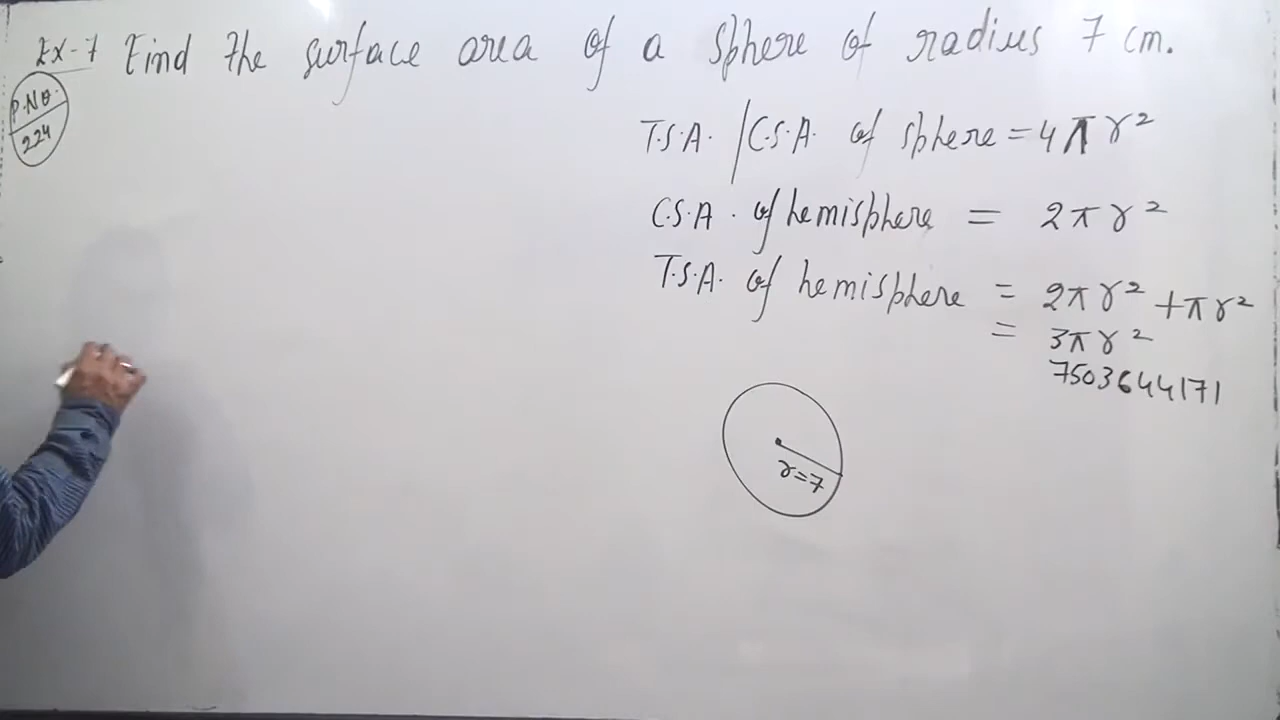 Ex-7 Find the surface area of a sphere of radius 7 cm.
P.NO.
224
T.S.A. / C.S.A. of sphere = 4πr²
C.S.A. of hemisphere = 2πr²
T.S.A. of hemisphere = 2πr² + πr²
= 3πr²
7503644171
r=7